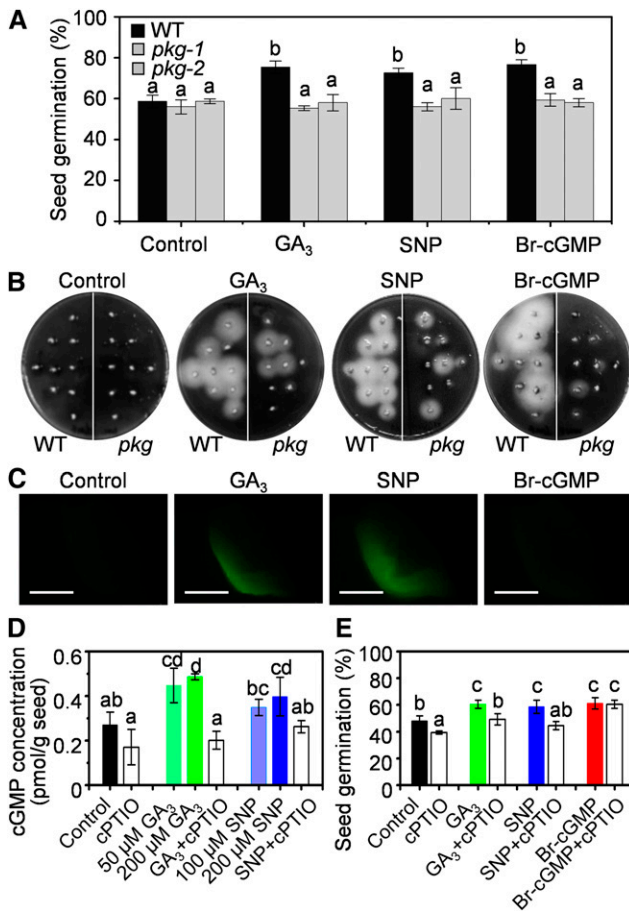 A
Seed germination (%)
100
80
60
40
20
0
WT
pkg-1
pkg-2
a a a
b a a
b a a
b a a
Control GA₃ SNP Br-cGMP
B
Control GA₃ SNP Br-cGMP
WT pkg WT pkg WT pkg WT pkg
C
Control GA₃ SNP Br-cGMP
D
cGMP concentration
(pmol/g seed)
0.6
0.4
0.2
0
ab a cd d a bc cd ab
Control
cPTIO
50 µM GA₃
200 µM GA₃
GA₃+cPTIO
100 µM SNP
200 µM SNP
SNP+cPTIO
E
Seed germination (%)
100
80
60
40
20
0
b a c b c ab c c
Control
cPTIO
GA₃
GA₃+cPTIO
SNP
SNP+cPTIO
Br-cGMP
Br-cGMP+cPTIO